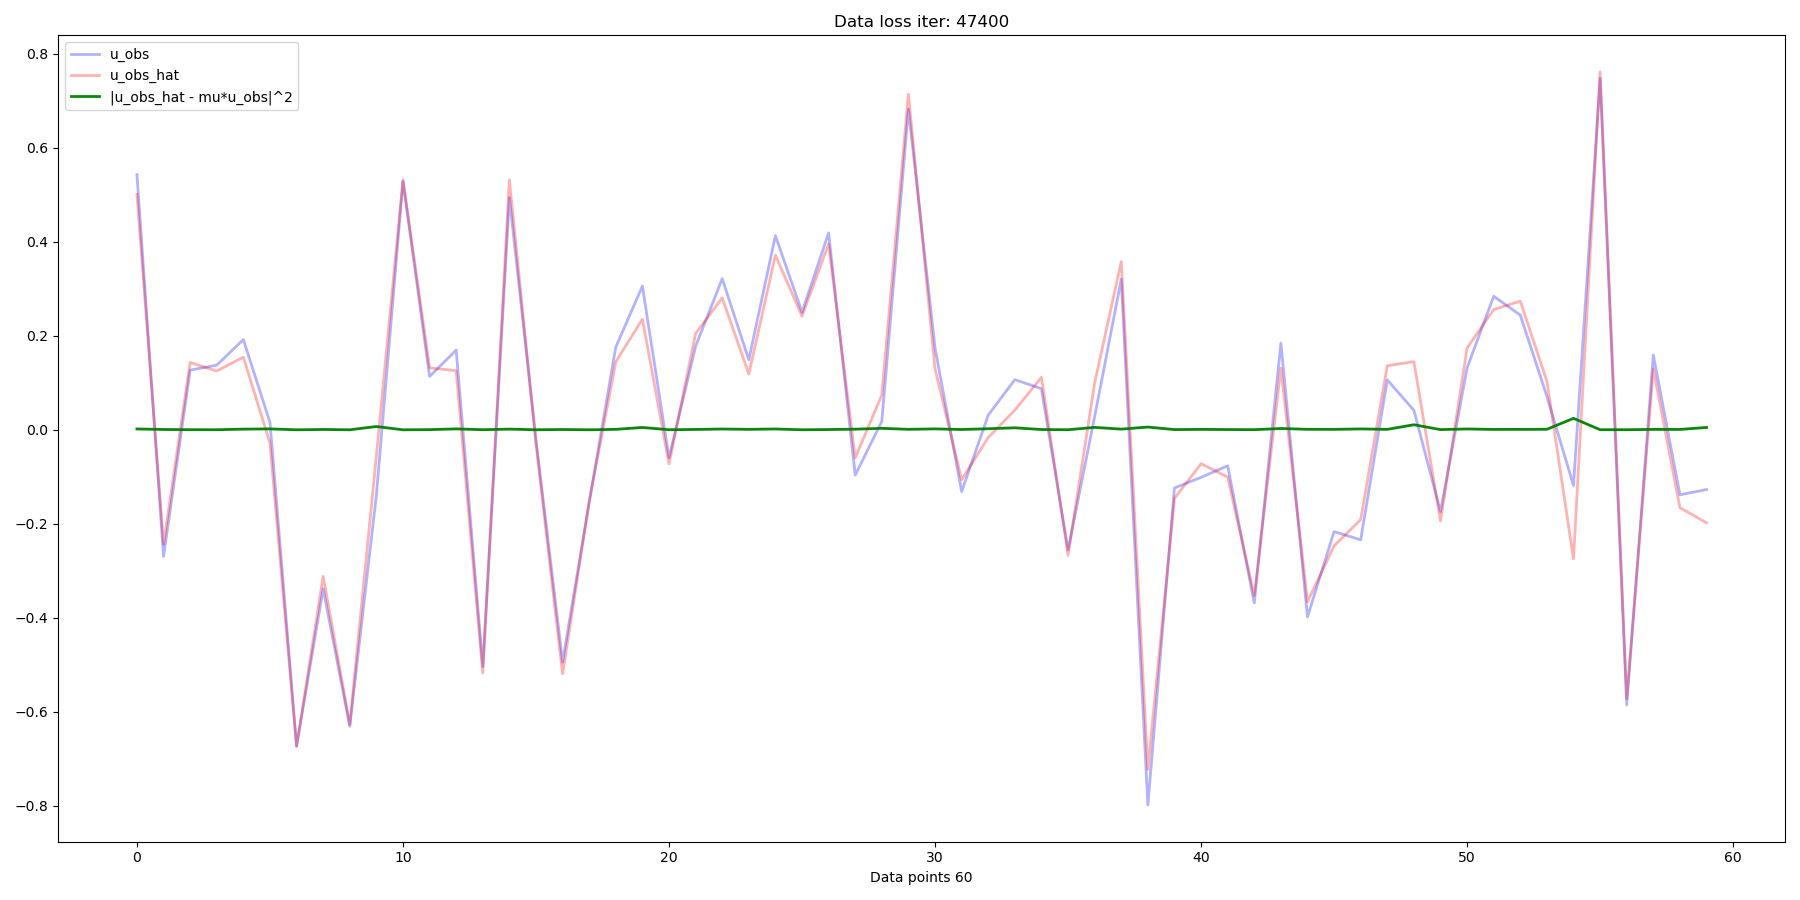 Data loss iter: 47400
u_obs
u_obs_hat
|u_obs_hat - mu*u_obs|^2
0.8
0.6
0.4
0.2
0.0
−0.2
−0.4
−0.6
−0.8
0 10 20 30 40 50 60
Data points 60